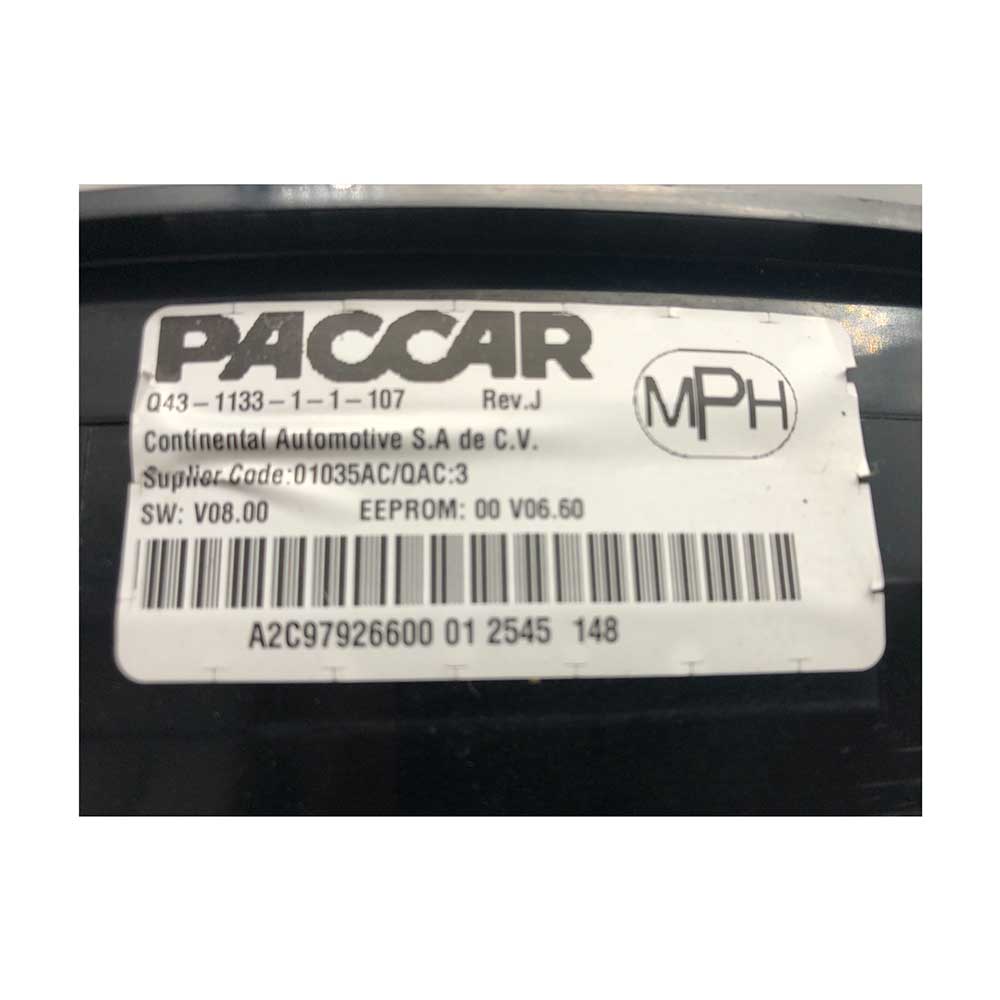 PACCAR
Q43-1133-1-1-107 Rev.J
MPH
Continental Automotive S.A de C.V.
Suplier Code:01035AC/QAC:3
SW: V08.00 EEPROM: 00 V06.60
A2C97926600 01 2545 148